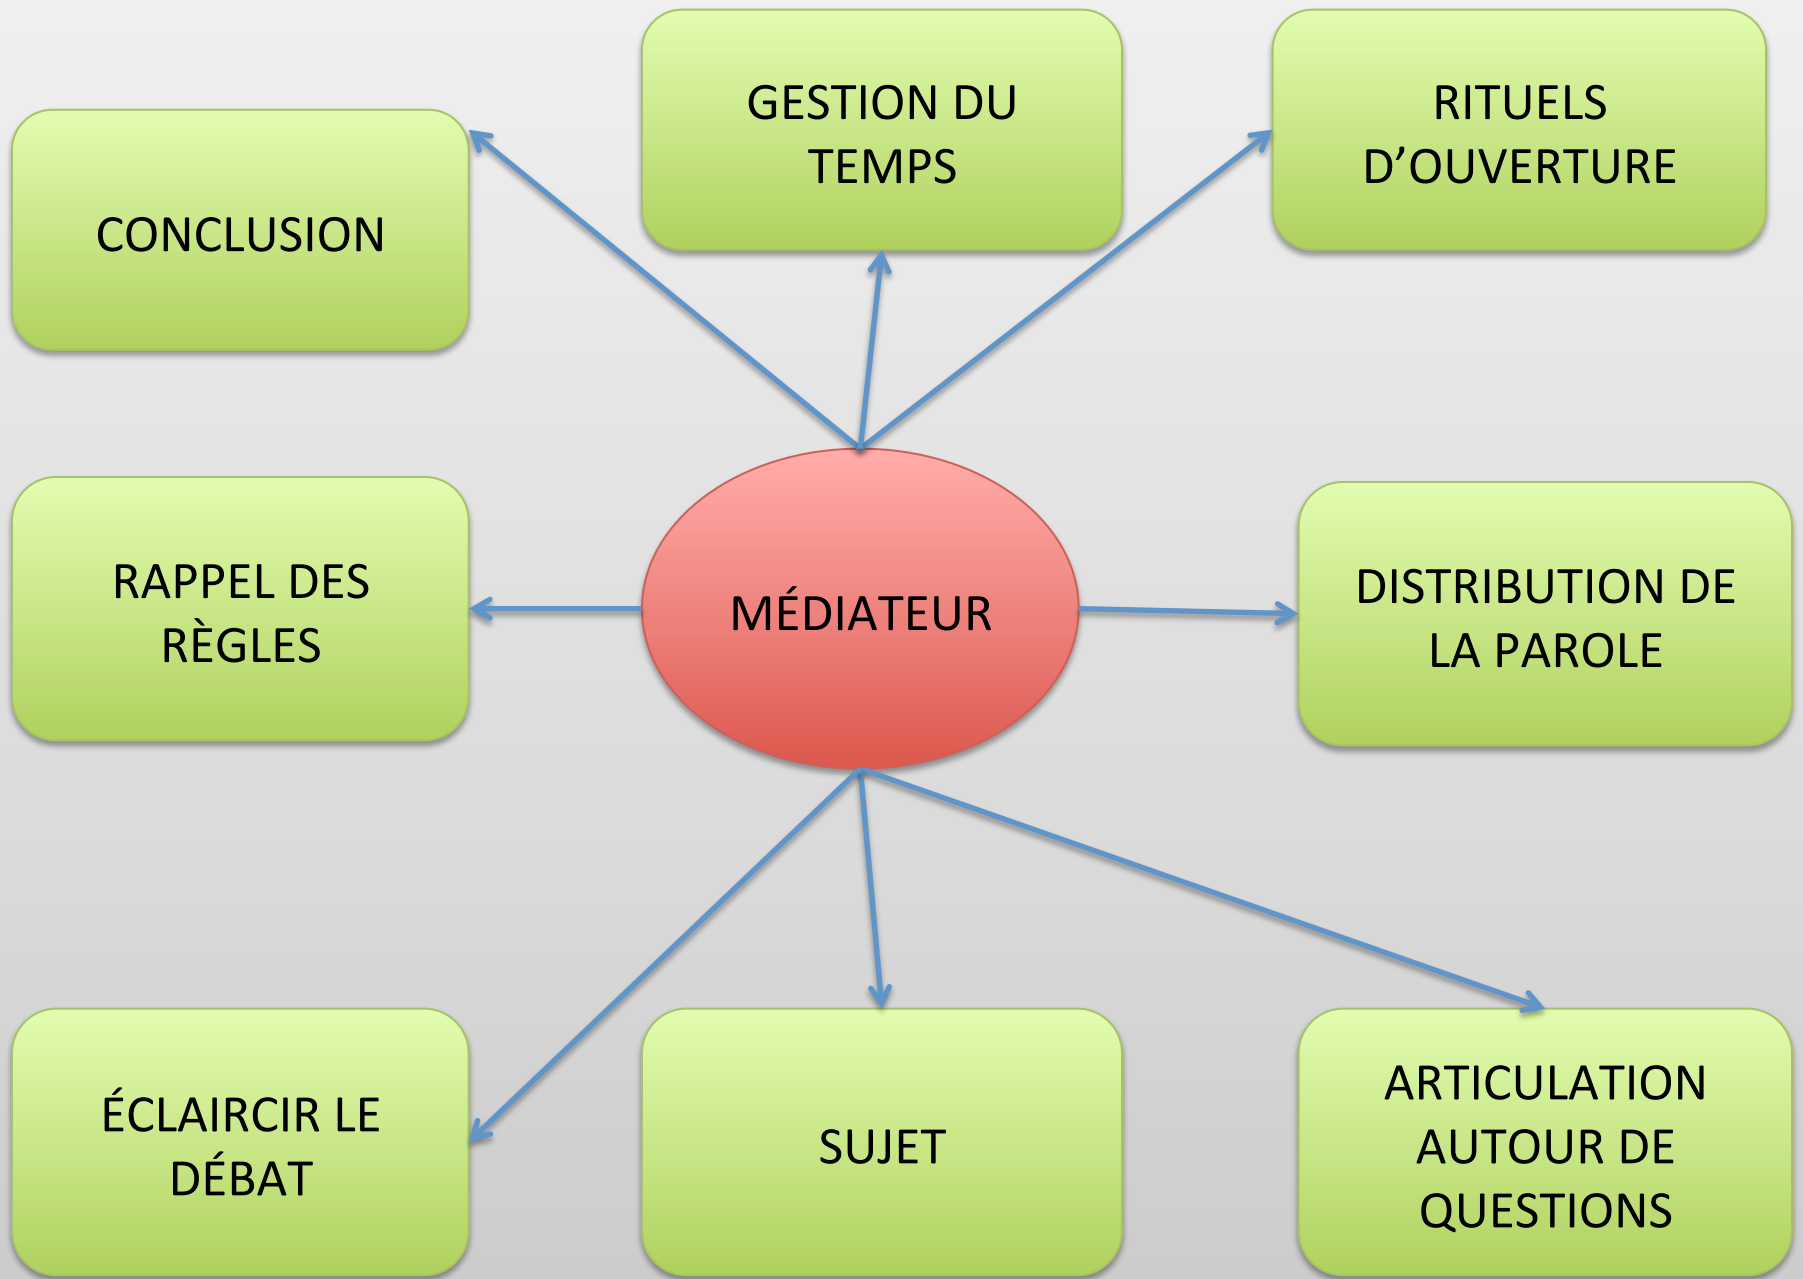 GESTION DU
TEMPS
RITUELS
D’OUVERTURE
CONCLUSION
RAPPEL DES
RÈGLES
MÉDIATEUR
DISTRIBUTION DE
LA PAROLE
ÉCLAIRCIR LE
DÉBAT
SUJET
ARTICULATION
AUTOUR DE
QUESTIONS